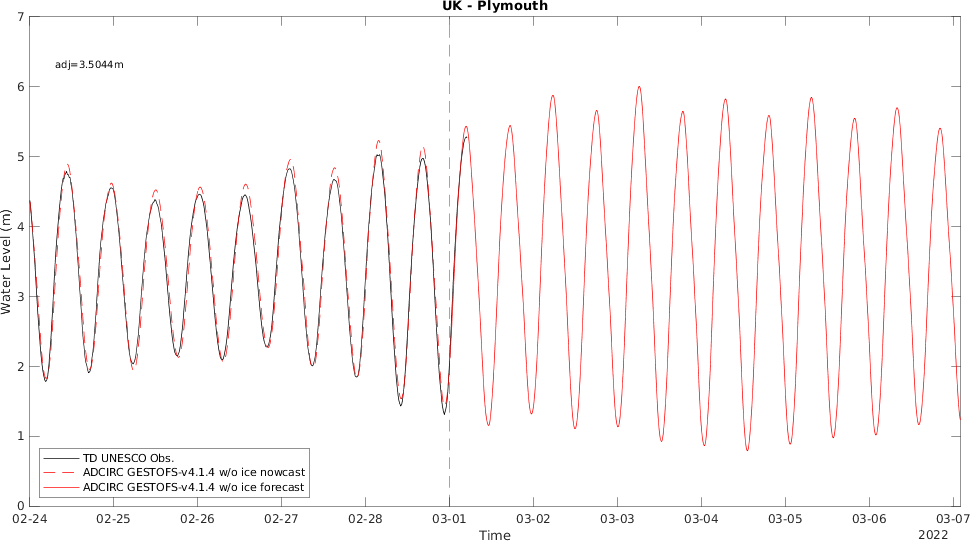 UK - Plymouth
7
adj=3.5044m
6
5
4
3
2
1
0
Water Level (m)
TD UNESCO Obs.
ADCIRC GESTOFS-v4.1.4 w/o ice nowcast
ADCIRC GESTOFS-v4.1.4 w/o ice forecast
02-24 02-25 02-26 02-27 02-28 03-01 03-02 03-03 03-04 03-05 03-06 03-07
Time
2022